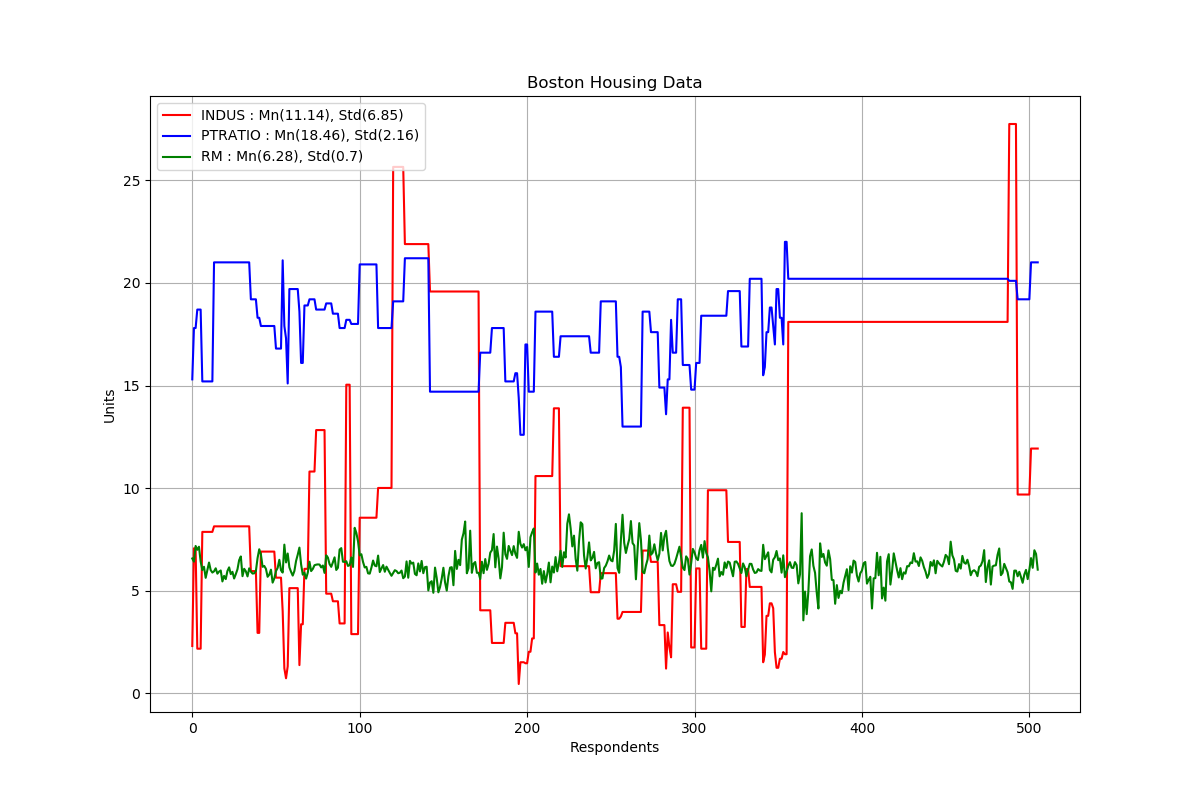 Boston Housing Data
INDUS : Mn(11.14), Std(6.85)
PTRATIO : Mn(18.46), Std(2.16)
RM : Mn(6.28), Std(0.7)
25
20
15
10
5
0
Units
0 100 200 300 400 500
Respondents